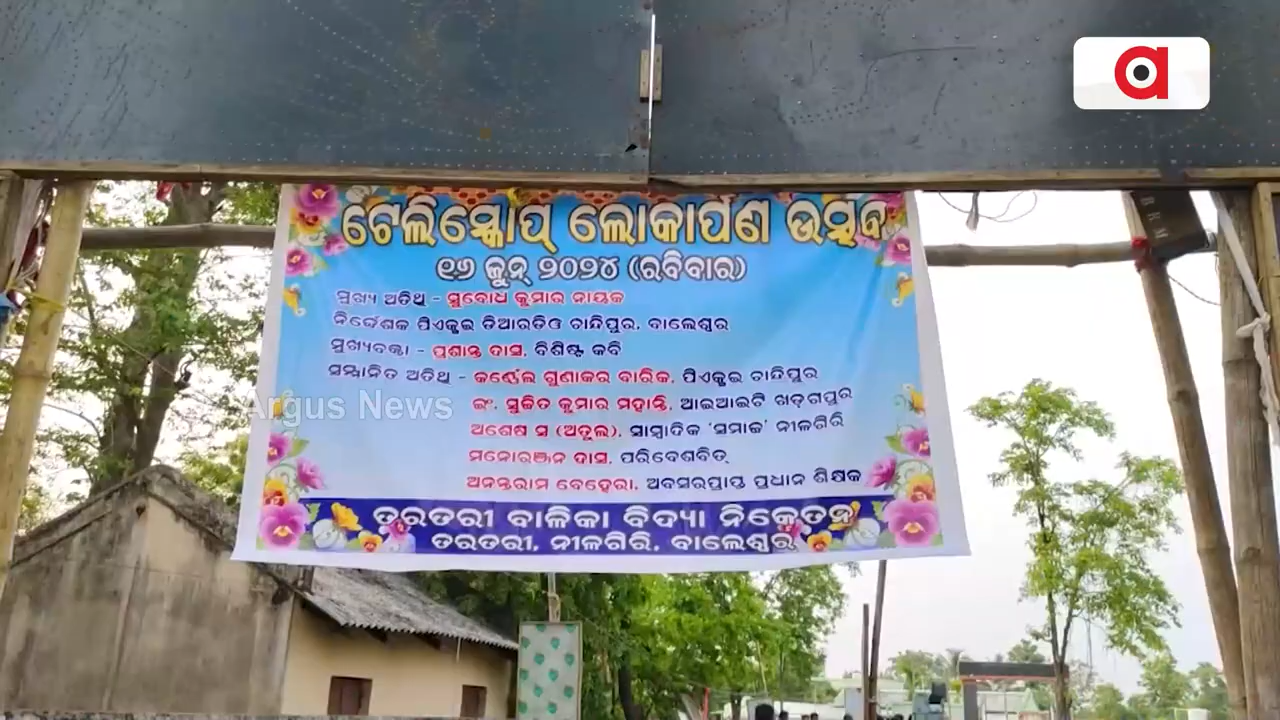 ଟେଲିସ୍କୋପ୍ ଲୋକାର୍ପଣ ଉତ୍ସବ
୧୬ ଜୁନ୍ ୨୦୨୪ (ରବିବାର)
ମୁଖ୍ୟ ଅତିଥି - ସୁବୋଧ କୁମାର ନାୟକ
ନିର୍ଦ୍ଦେଶକ ପିଏକ୍ସଇ ଡିଆରଡିଓ ଚାନ୍ଦିପୁର, ବାଲେଶ୍ୱର
ମୁଖ୍ୟବକ୍ତା - ପ୍ରଶାନ୍ତ ଦାସ, ବିଶିଷ୍ଟ କବି
ସମ୍ମାନିତ ଅତିଥି - କର୍ଣ୍ଣେଲ ଗୁଣାକର ବାରିକ, ପିଏକ୍ସଇ ଚାନ୍ଦିପୁର
ଇଂ. ସୁଜିତ କୁମାର ମହାନ୍ତି, ଆଇଆଇଟି ଖଡ଼ଗପୁର
ଅଶେଷ ସ (ଅତୁଲ), ସାମ୍ବାଦିକ 'ସମାଜ' ନୀଳଗିରି
ମନୋରଞ୍ଜନ ଦାସ, ପରିବେଶବିତ୍
ଅନନ୍ତରାମ ବେହେରା, ଅବସରପ୍ରାପ୍ତ ପ୍ରଧାନ ଶିକ୍ଷକ
ତରତରୀ ବାଳିକା ବିଦ୍ୟା ନିକେତନ
ତରତରୀ, ନୀଳଗିରି, ବାଲେଶ୍ୱର
Argus News